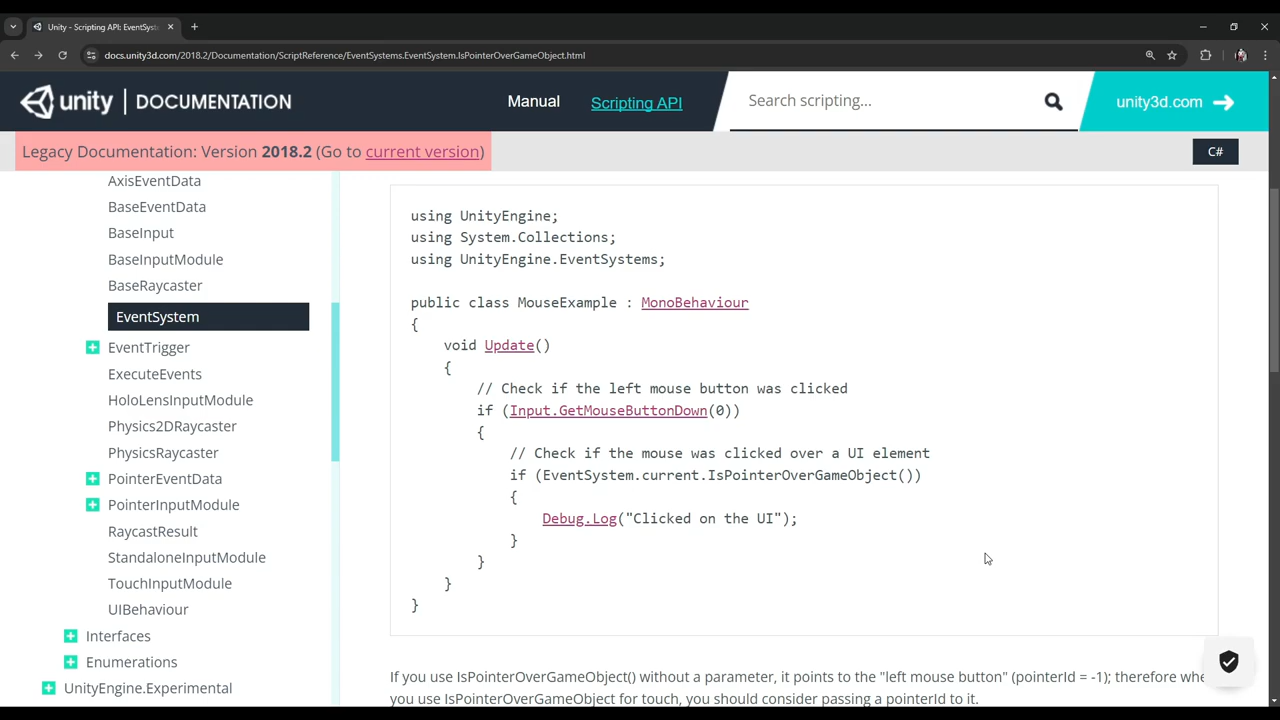 Unity - Scripting API: EventSyste
docs.unity3d.com/2018.2/Documentation/ScriptReference/EventSystems.EventSystem.IsPointerOverGameObject.html
unity | DOCUMENTATION
Manual
Scripting API
Search scripting...
unity3d.com
Legacy Documentation: Version 2018.2 (Go to current version)
C#
AxisEventData
BaseEventData
BaseInput
BaseInputModule
BaseRaycaster
EventSystem
EventTrigger
ExecuteEvents
HoloLensInputModule
Physics2DRaycaster
PhysicsRaycaster
PointerEventData
PointerInputModule
RaycastResult
StandaloneInputModule
TouchInputModule
UIBehaviour
Interfaces
Enumerations
UnityEngine.Experimental
using UnityEngine;
using System.Collections;
using UnityEngine.EventSystems;
public class MouseExample : MonoBehaviour
{
void Update()
{
// Check if the left mouse button was clicked
if (Input.GetMouseButtonDown(0))
{
// Check if the mouse was clicked over a UI element
if (EventSystem.current.IsPointerOverGameObject())
{
Debug.Log("Clicked on the UI");
}
}
}
}
If you use IsPointerOverGameObject() without a parameter, it points to the "left mouse button" (pointerId = -1); therefore whe
you use IsPointerOverGameObject for touch, you should consider passing a pointerId to it.